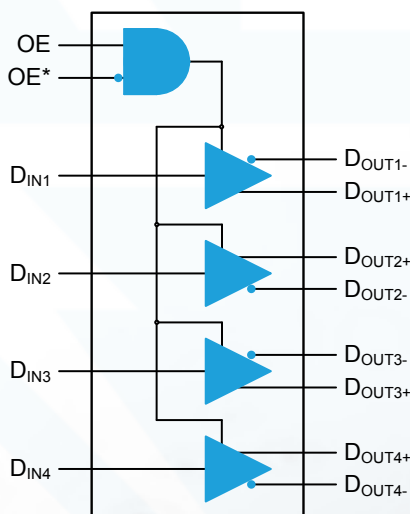 OE
OE*
DIN1
DOUT1-
DOUT1+
DIN2
DOUT2+
DOUT2-
DIN3
DOUT3-
DOUT3+
DIN4
DOUT4+
DOUT4-